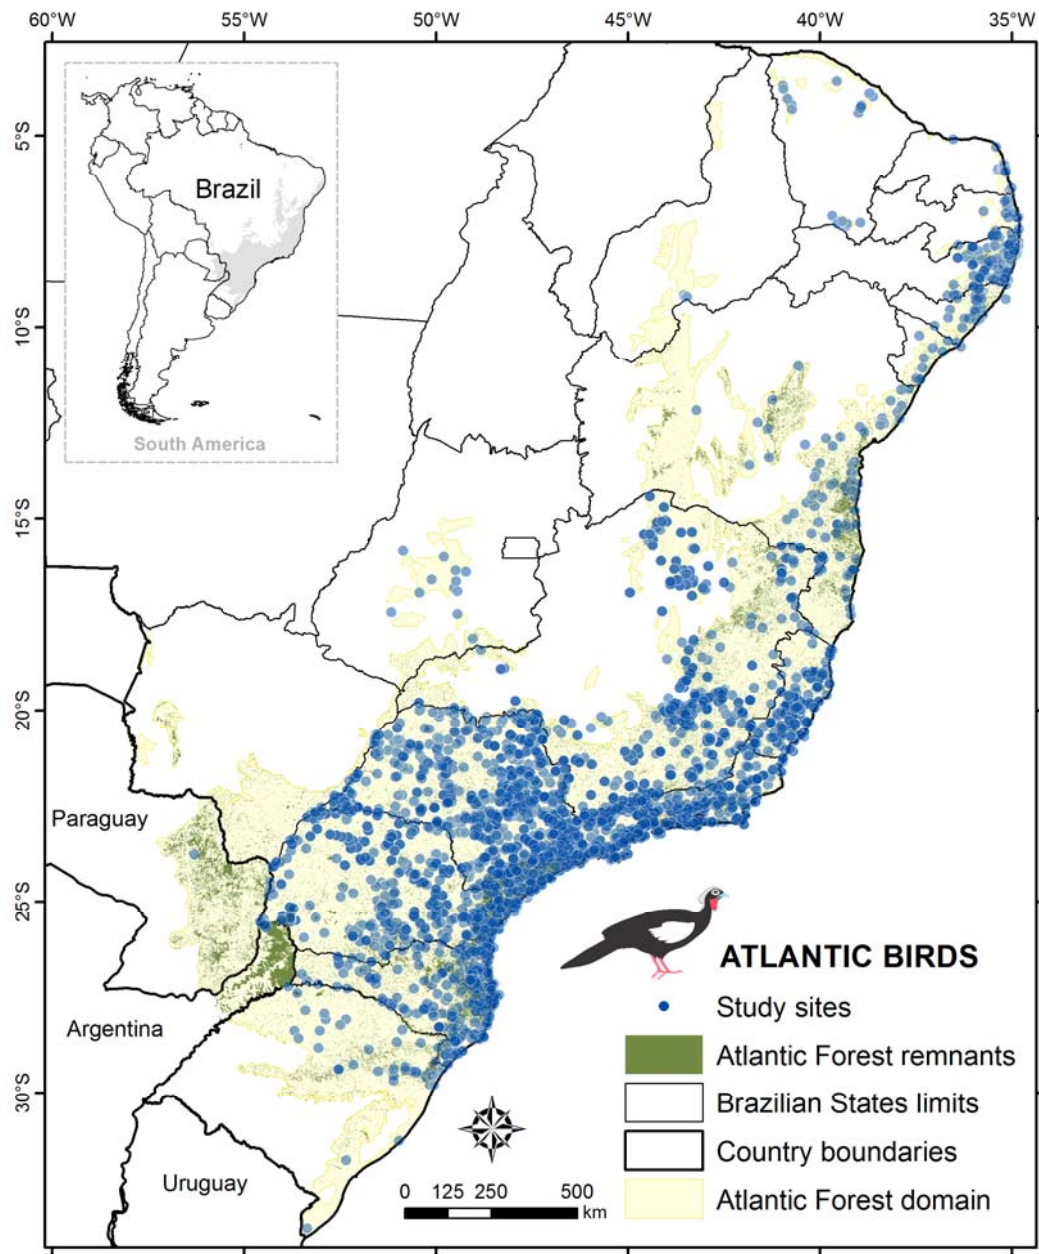 60°W 55°W 50°W 45°W 40°W 35°W
5°S
10°S
15°S
20°S
25°S
30°S
Brazil
South America
Paraguay
Argentina
Uruguay
ATLANTIC BIRDS
Study sites
Atlantic Forest remnants
Brazilian States limits
Country boundaries
Atlantic Forest domain
0 125 250 500
km